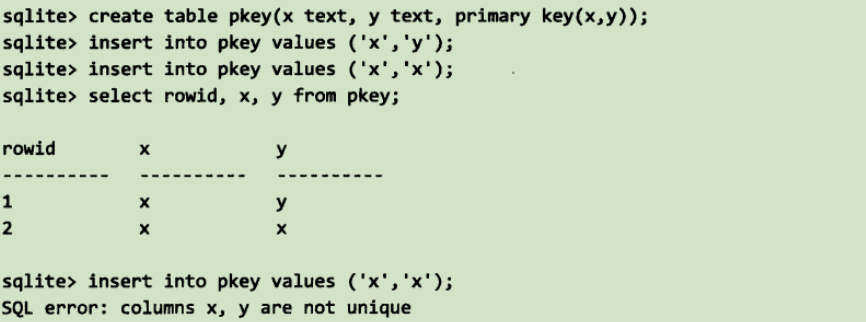 sqlite> create table pkey(x text, y text, primary key(x,y));
sqlite> insert into pkey values ('x','y');
sqlite> insert into pkey values ('x','x');
sqlite> select rowid, x, y from pkey;
rowid x y
---------- ---------- ----------
1 x y
2 x x
sqlite> insert into pkey values ('x','x');
SQL error: columns x, y are not unique